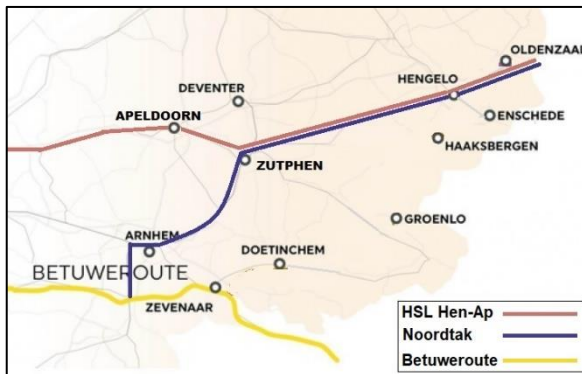 OLDENZAAL
HENGELO
DEVENTER
APELDOORN
ENSCHEDE
HAAKSBERGEN
ZUTPHEN
GROENLO
ARNHEM
DOETINCHEM
BETUWEROUTE
ZEVENAAR
HSL Hen-Ap
Noordtak
Betuweroute